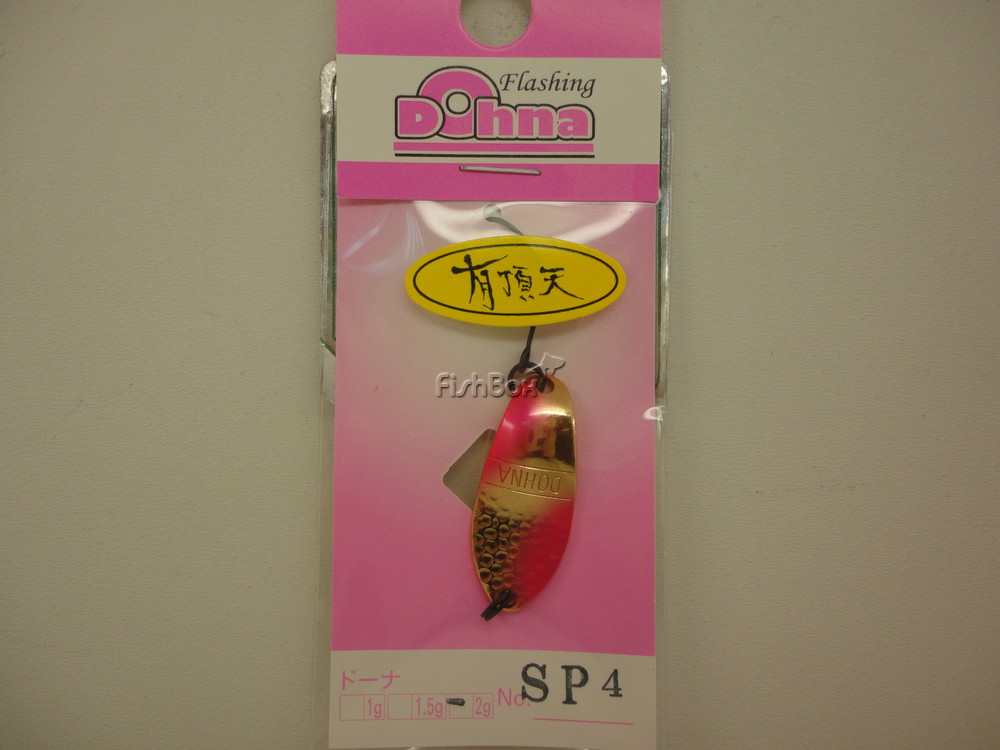 Flashing
Dohna
有頂天
FishBox
DOHNA
ドーナ
1g 1.5g - 2g No. SP4